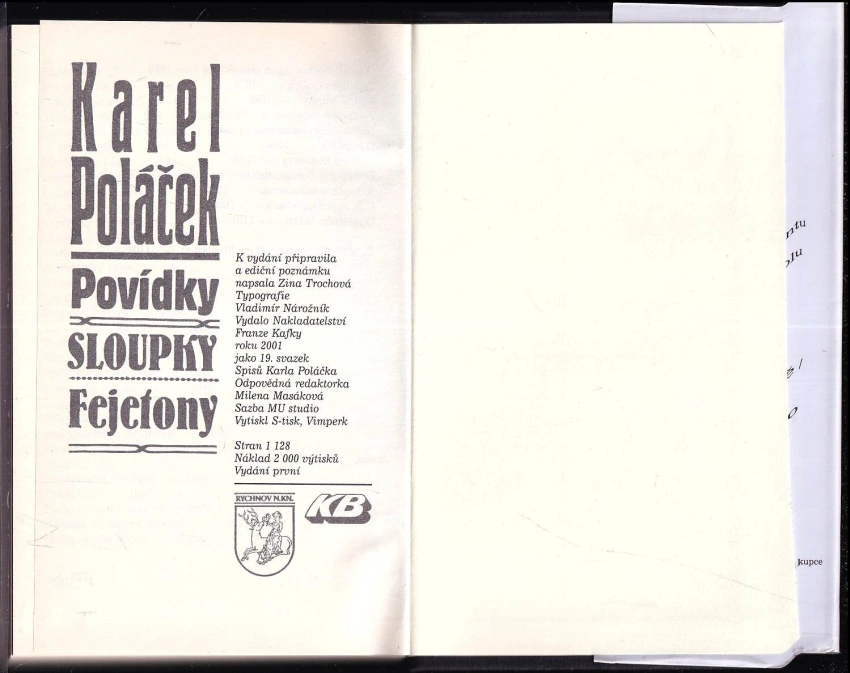 Karel
Poláček
Povídky
SLOUPKY
Fejetony
K vydání připravila
a ediční poznámku
napsala Zina Trochová
Typografie
Vladimír Nárožník
Vydalo Nakladatelství
Franze Kafky
roku 2001
jako 19. svazek
Spisů Karla Poláčka
Odpovědná redaktorka
Milena Masáková
Sazba MU studio
Vytiskl S-tisk, Vimperk
Stran 1 128
Náklad 2 000 výtisků
Vydání první
RYCHNOV N.KN.
KB
kupce